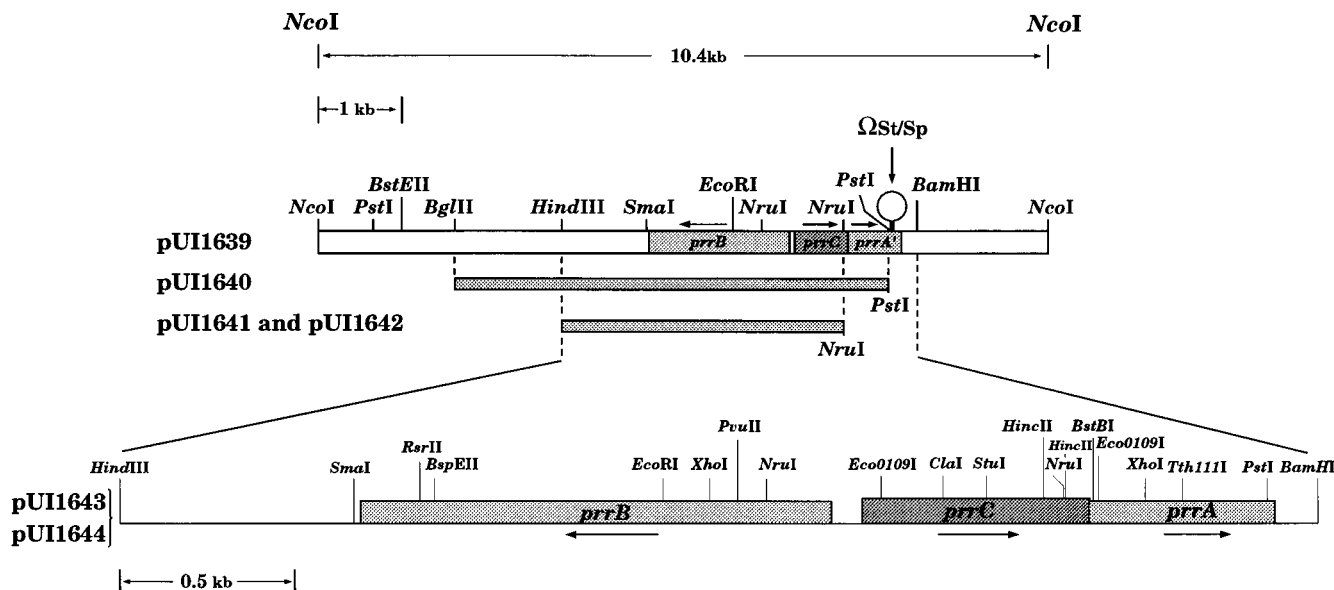 NcoI NcoI
10.4kb
1 kb
ΩSt/Sp
PstI
BstEII EcoRI BamHI
NcoI PstI BglII HindIII SmaI NruI NruI NcoI
pUI1639 prrB prrC prrA'
pUI1640
PstI
pUI1641 and pUI1642
NruI
PvuII HincII BstBI
RsrII HincII Eco0109I
HindIII SmaI BspEII EcoRI XhoI NruI Eco0109I ClaI StuI NruI XhoI Tth111I PstI BamHI
pUI1643
prrB prrC prrA
pUI1644
0.5 kb